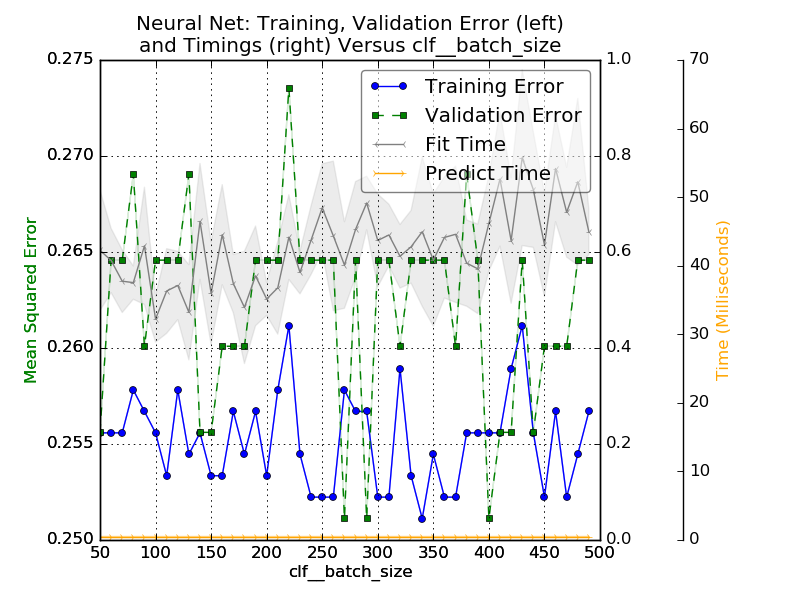 Neural Net: Training, Validation Error (left)
and Timings (right) Versus clf__batch_size
Training Error
Validation Error
Fit Time
Predict Time
Mean Squared Error
0.275
0.270
0.265
0.260
0.255
0.250
1.0
0.8
0.6
0.4
0.2
0.0
70
60
50
40
30
20
10
0
Time (Milliseconds)
50 100 150 200 250 300 350 400 450 500
clf__batch_size